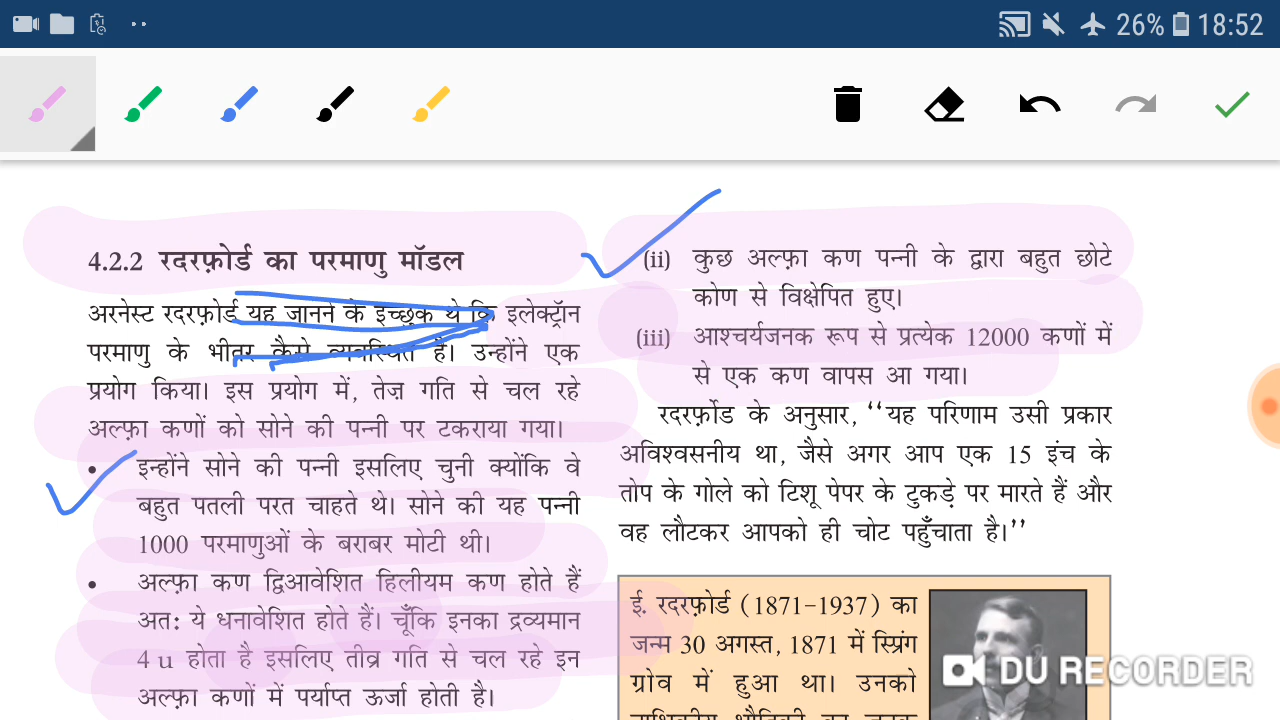 26% 18:52
4.2.2 रदरफ़ोर्ड का परमाणु मॉडल
अरनेस्ट रदरफ़ोर्ड यह जानने के इच्छुक थे कि इलेक्ट्रॉन
परमाणु के भीतर कैसे व्यवस्थित हैं। उन्होंने एक
प्रयोग किया। इस प्रयोग में, तेज़ गति से चल रहे
अल्फ़ा कणों को सोने की पन्नी पर टकराया गया।
• इन्होंने सोने की पन्नी इसलिए चुनी क्योंकि वे
बहुत पतली परत चाहते थे। सोने की यह पन्नी
1000 परमाणुओं के बराबर मोटी थी।
• अल्फ़ा कण द्विआवेशित हिलीयम कण होते हैं
अतः ये धनावेशित होते हैं। चूँकि इनका द्रव्यमान
4 u होता है इसलिए तीव्र गति से चल रहे इन
अल्फ़ा कणों में पर्याप्त ऊर्जा होती है।
(ii) कुछ अल्फ़ा कण पन्नी के द्वारा बहुत छोटे
कोण से विक्षेपित हुए।
(iii) आश्चर्यजनक रूप से प्रत्येक 12000 कणों में
से एक कण वापस आ गया।
रदरर्फ़ोड के अनुसार, ‘‘यह परिणाम उसी प्रकार
अविश्वसनीय था, जैसे अगर आप एक 15 इंच के
तोप के गोले को टिशू पेपर के टुकड़े पर मारते हैं और
वह लौटकर आपको ही चोट पहुँचाता है।’’
ई. रदरफ़ोर्ड (1871-1937) का
जन्म 30 अगस्त, 1871 में स्प्रिंग
ग्रोव में हुआ था। उनको
DU RECORDER